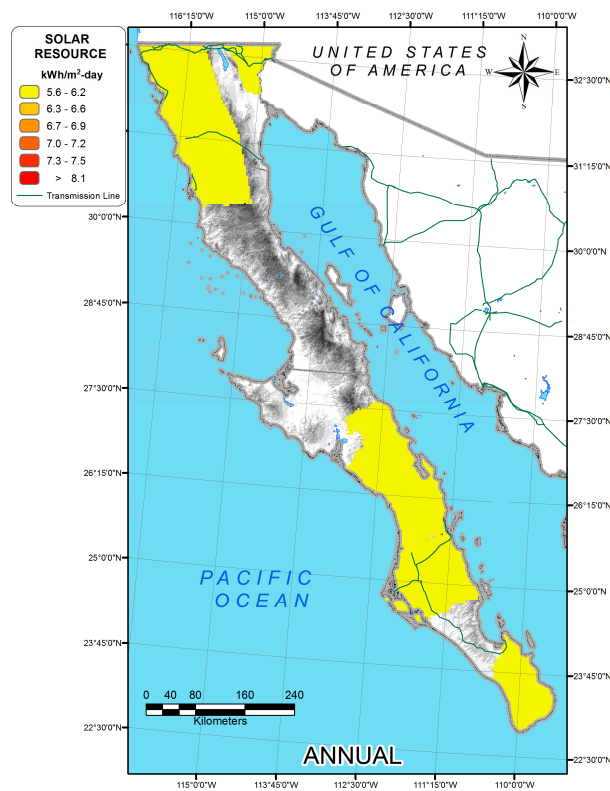 116°15'0"W 115°0'0"W 113°45'0"W 112°30'0"W 111°15'0"W 110°0'0"W
SOLAR
RESOURCE
kWh/m²-day
5.6 - 6.2
6.3 - 6.6
6.7 - 6.9
7.0 - 7.2
7.3 - 7.5
> 8.1
Transmission Line
UNITED STATES
OF AMERICA
N
W E
S
32°30'0"N
31°15'0"N
30°0'0"N
28°45'0"N
27°30'0"N
26°15'0"N
25°0'0"N
23°45'0"N
22°30'0"N
30°0'0"N
28°45'0"N
27°30'0"N
26°15'0"N
25°0'0"N
23°45'0"N
22°30'0"N
GULF OF CALIFORNIA
PACIFIC
OCEAN
0 40 80 160 240
Kilometers
ANNUAL
115°0'0"W 113°45'0"W 112°30'0"W 111°15'0"W 110°0'0"W